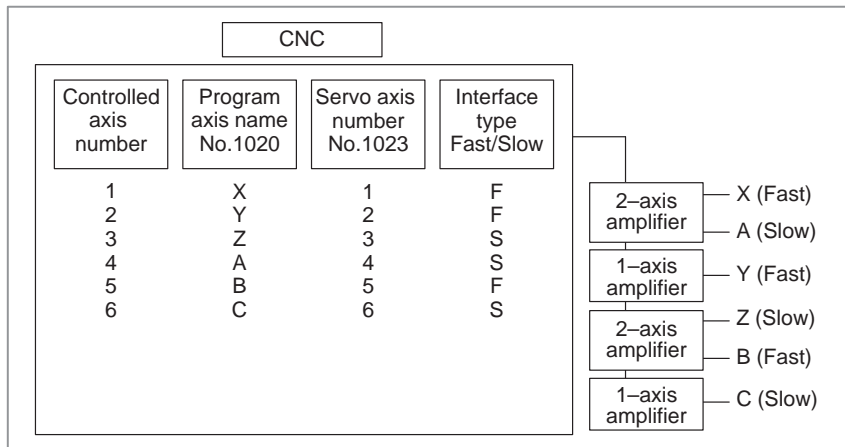 CNC
Controlled axis number
Program axis name No.1020
Servo axis number No.1023
Interface type Fast/Slow
1 X 1 F
2 Y 2 F
3 Z 3 S
4 A 4 S
5 B 5 F
6 C 6 S
2–axis amplifier
X (Fast)
A (Slow)
1–axis amplifier
Y (Fast)
2–axis amplifier
Z (Slow)
B (Fast)
1–axis amplifier
C (Slow)